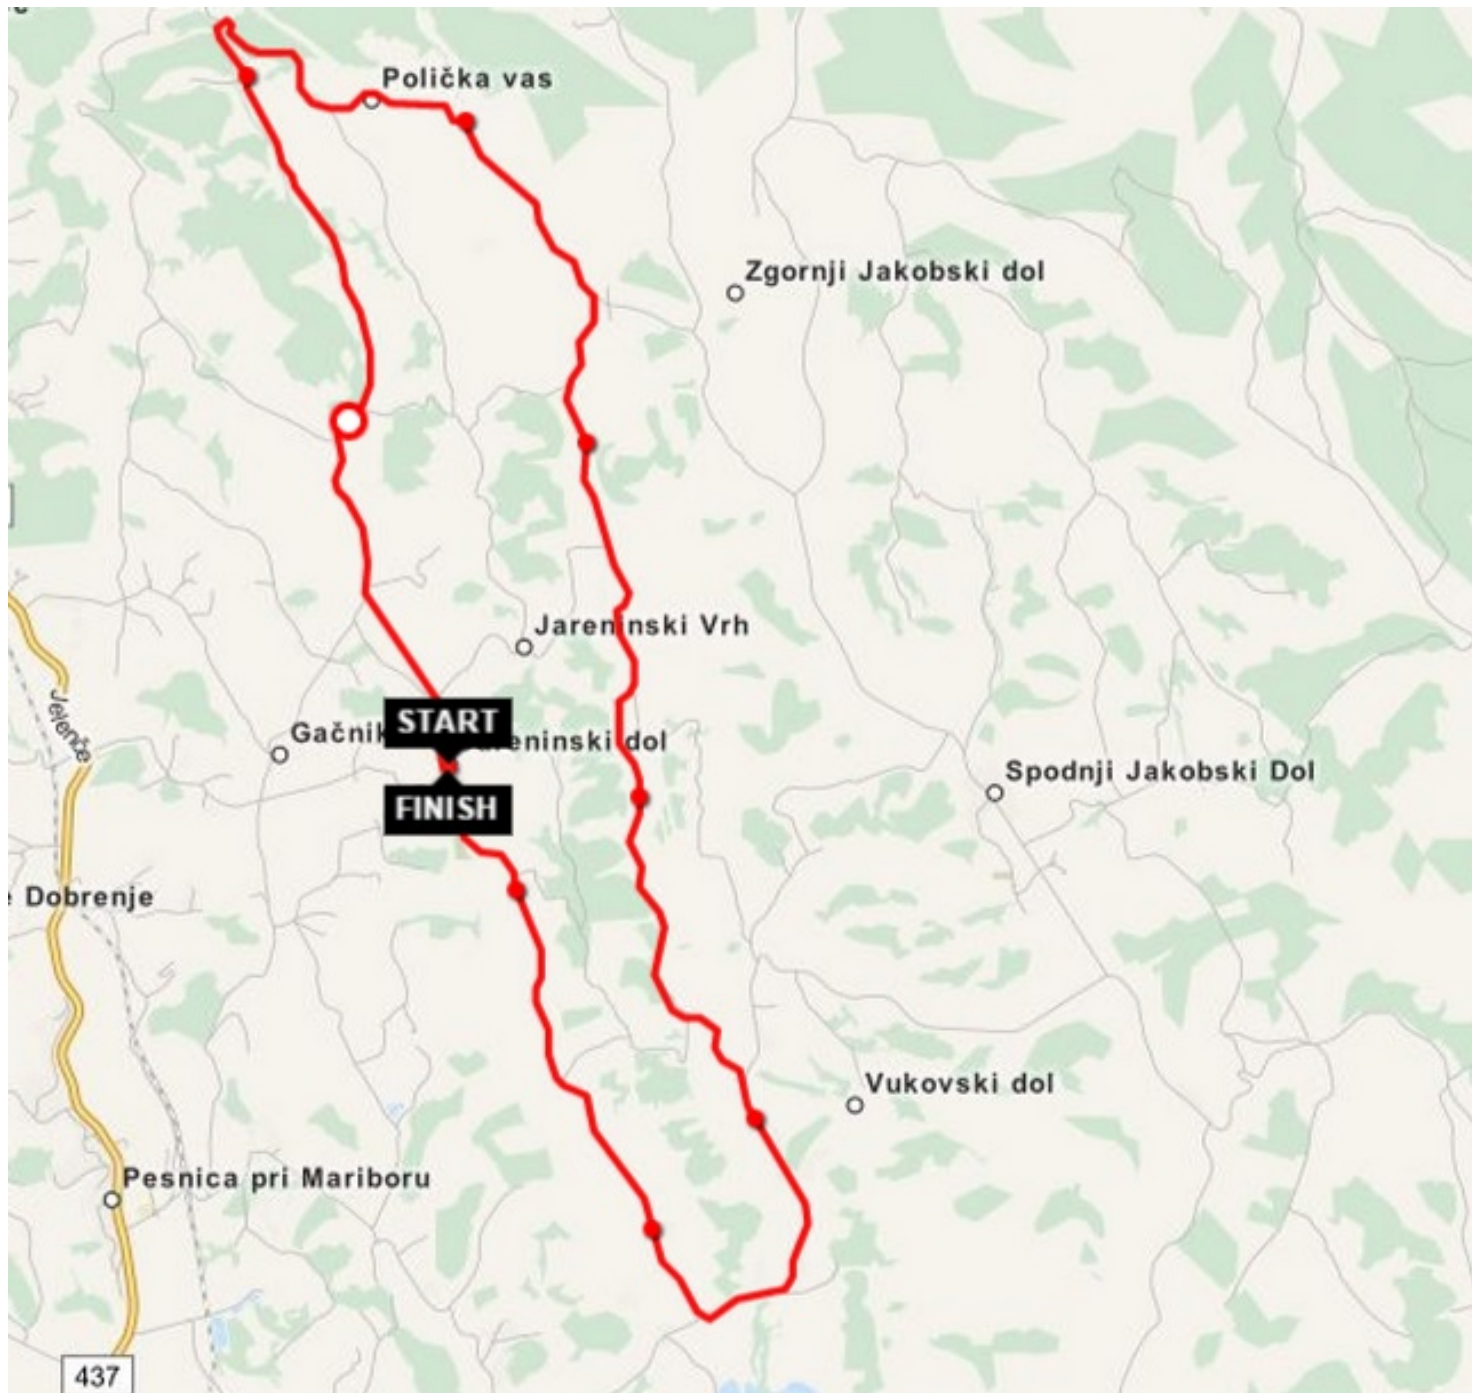 Polička vas
Zgornji Jakobski dol
Jareninski Vrh
START
Gačnik
Jareninski dol
Jelenče
Spodnji Jakobski Dol
FINISH
Dobrenje
Vukovski dol
Pesnica pri Mariboru
437